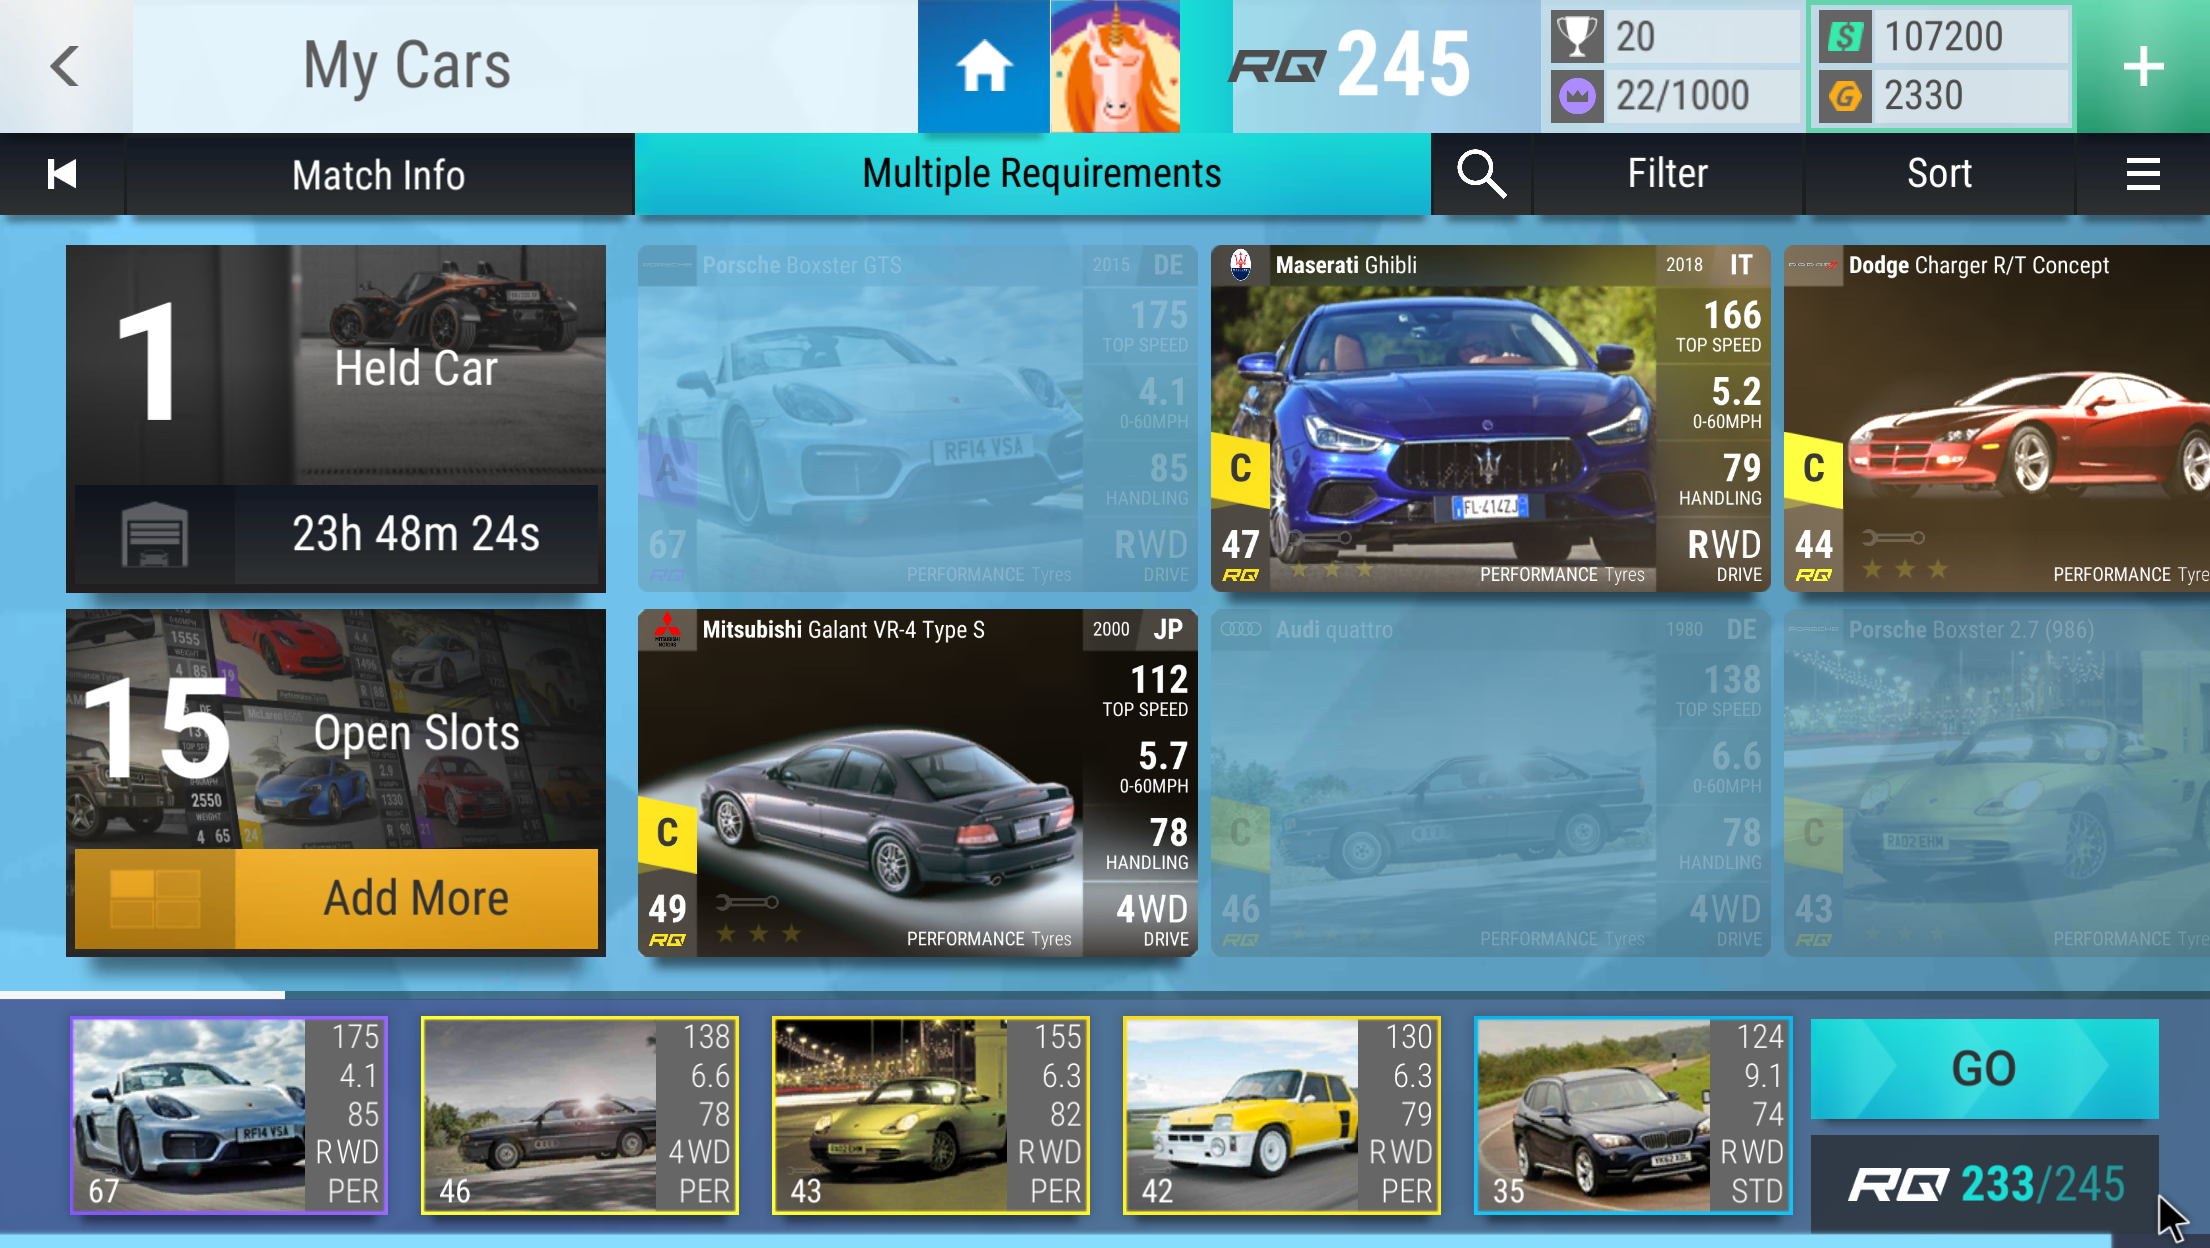 My Cars
RQ 245
20
22/1000
107200
2330
Match Info
Multiple Requirements
Filter
Sort
1
Held Car
23h 48m 24s
Porsche Boxster GTS
2015 DE
175
TOP SPEED
4.1
0-60MPH
85
HANDLING
RWD
DRIVE
A
67
RQ
PERFORMANCE Tyres
RF14 VSA
Maserati Ghibli
2018 IT
166
TOP SPEED
5.2
0-60MPH
79
HANDLING
RWD
DRIVE
C
47
RQ
PERFORMANCE Tyres
FL·414ZJ
Dodge Charger R/T Concept
C
44
RQ
PERFORMANCE Tyre
15
Open Slots
Add More
Mitsubishi Galant VR-4 Type S
2000 JP
112
TOP SPEED
5.7
0-60MPH
78
HANDLING
4WD
DRIVE
C
49
RQ
PERFORMANCE Tyres
Audi quattro
1980 DE
138
TOP SPEED
6.6
0-60MPH
78
HANDLING
4WD
DRIVE
C
46
RQ
PERFORMANCE Tyres
Porsche Boxster 2.7 (986)
C
43
RQ
PERFORMANCE Tyre
RA02 EHM
175
4.1
85
RWD
PER
67
RF14 VSA
138
6.6
78
4WD
PER
46
155
6.3
82
RWD
PER
43
130
6.3
79
RWD
PER
42
124
9.1
74
RWD
STD
35
GO
RQ 233/245